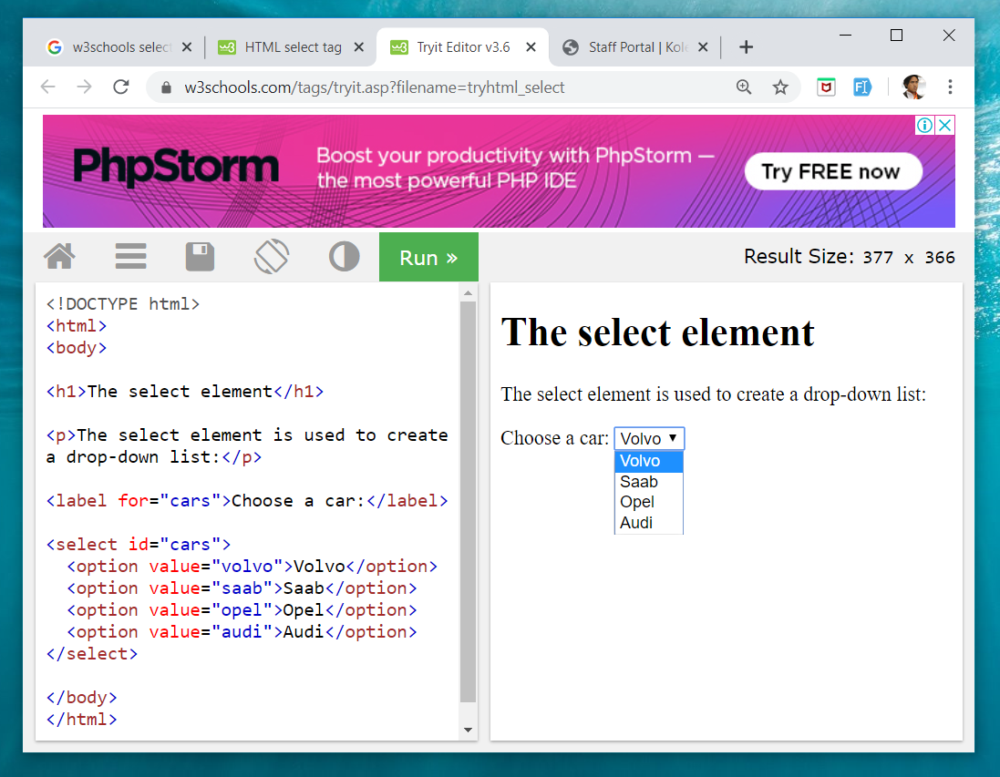 w3schools selec
HTML select tag
Tryit Editor v3.6
Staff Portal | Kole
w3schools.com/tags/tryit.asp?filename=tryhtml_select
PhpStorm
Boost your productivity with PhpStorm —
the most powerful PHP IDE
Try FREE now
Run »
Result Size: 377 x 366
<!DOCTYPE html>
<html>
<body>
<h1>The select element</h1>
<p>The select element is used to create
a drop-down list:</p>
<label for="cars">Choose a car:</label>
<select id="cars">
<option value="volvo">Volvo</option>
<option value="saab">Saab</option>
<option value="opel">Opel</option>
<option value="audi">Audi</option>
</select>
</body>
</html>
The select element
The select element is used to create a drop-down list:
Choose a car: Volvo
Volvo
Saab
Opel
Audi